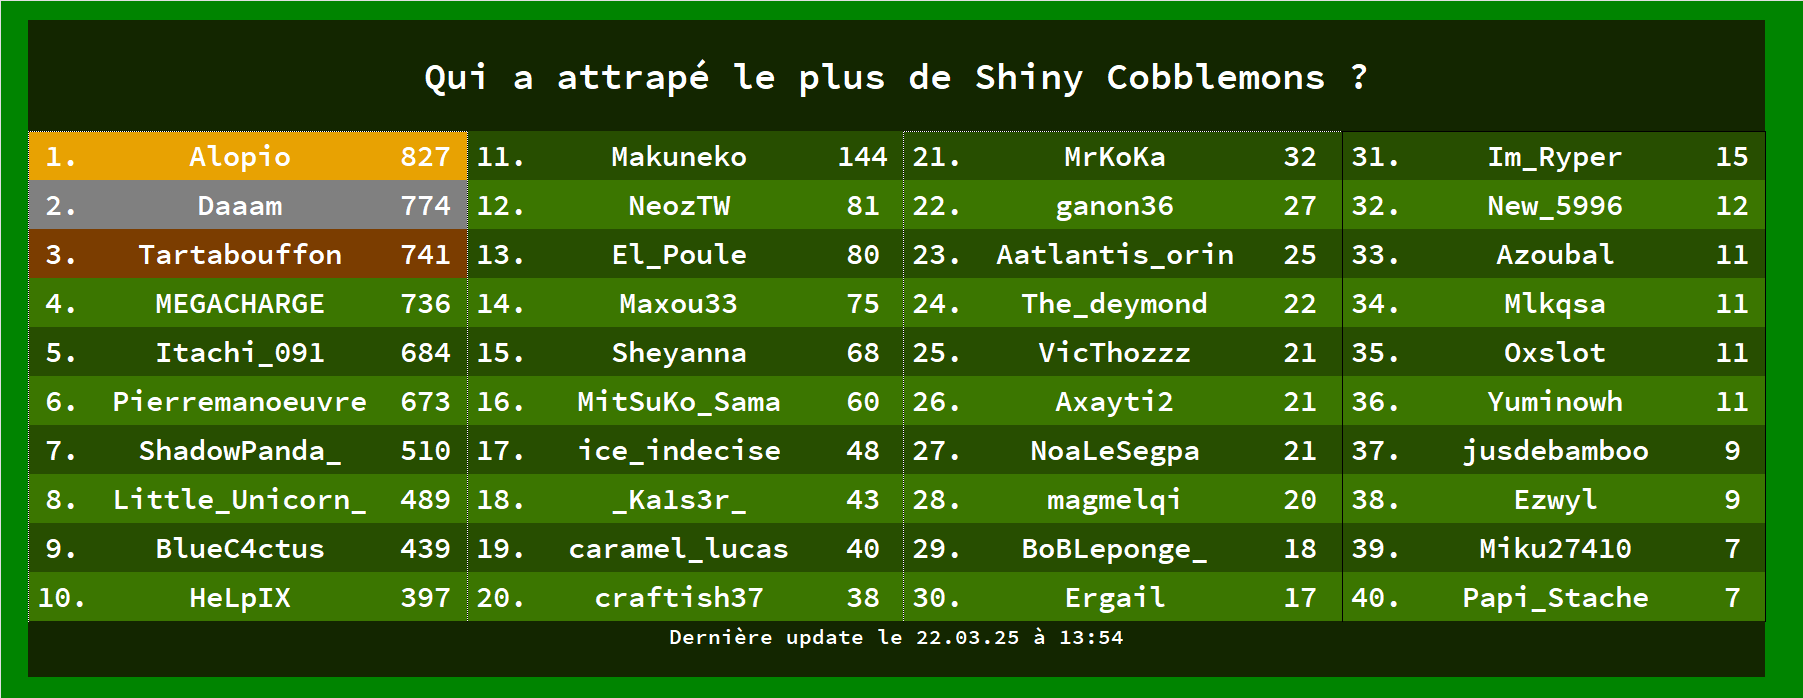 Qui a attrapé le plus de Shiny Cobblemons ?
1. Alopio 827 11. Makuneko 144 21. MrKoKa 32 31. Im_Ryper 15
2. Daaam 774 12. NeozTW 81 22. ganon36 27 32. New_5996 12
3. Tartabouffon 741 13. El_Poule 80 23. Aatlantis_orin 25 33. Azoubal 11
4. MEGACHARGE 736 14. Maxou33 75 24. The_deymond 22 34. Mlkqsa 11
5. Itachi_091 684 15. Sheyanna 68 25. VicThozzz 21 35. Oxslot 11
6. Pierremanoeuvre 673 16. MitSuKo_Sama 60 26. Axayti2 21 36. Yuminowh 11
7. ShadowPanda_ 510 17. ice_indecise 48 27. NoaLeSegpa 21 37. jusdebamboo 9
8. Little_Unicorn_ 489 18. _Ka1s3r_ 43 28. magmelqi 20 38. Ezwyl 9
9. BlueC4ctus 439 19. caramel_lucas 40 29. BoBLeponge_ 18 39. Miku27410 7
10. HeLpIX 397 20. craftish37 38 30. Ergail 17 40. Papi_Stache 7
Dernière update le 22.03.25 à 13:54